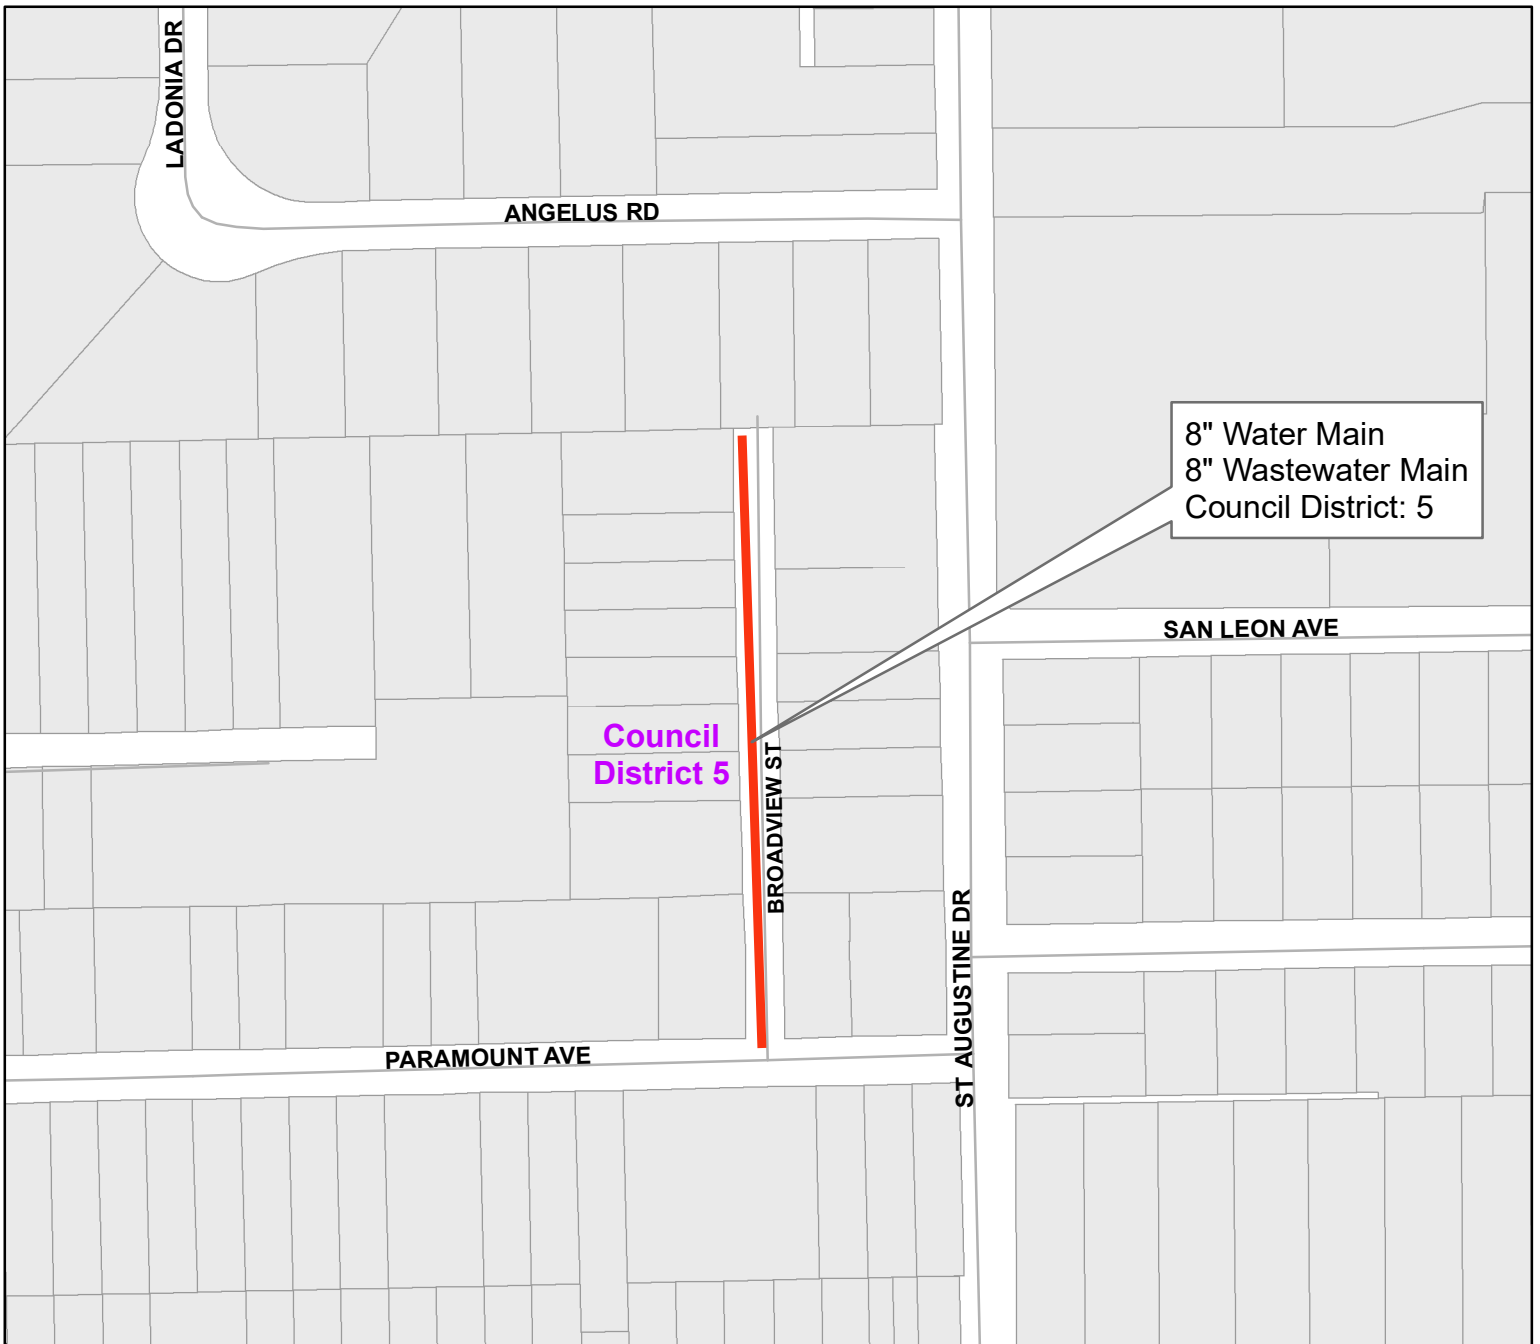 LADONIA DR
ANGELUS RD
8" Water Main
8" Wastewater Main
Council District: 5
SAN LEON AVE
Council
District 5
BROADVIEW ST
ST AUGUSTINE DR
PARAMOUNT AVE